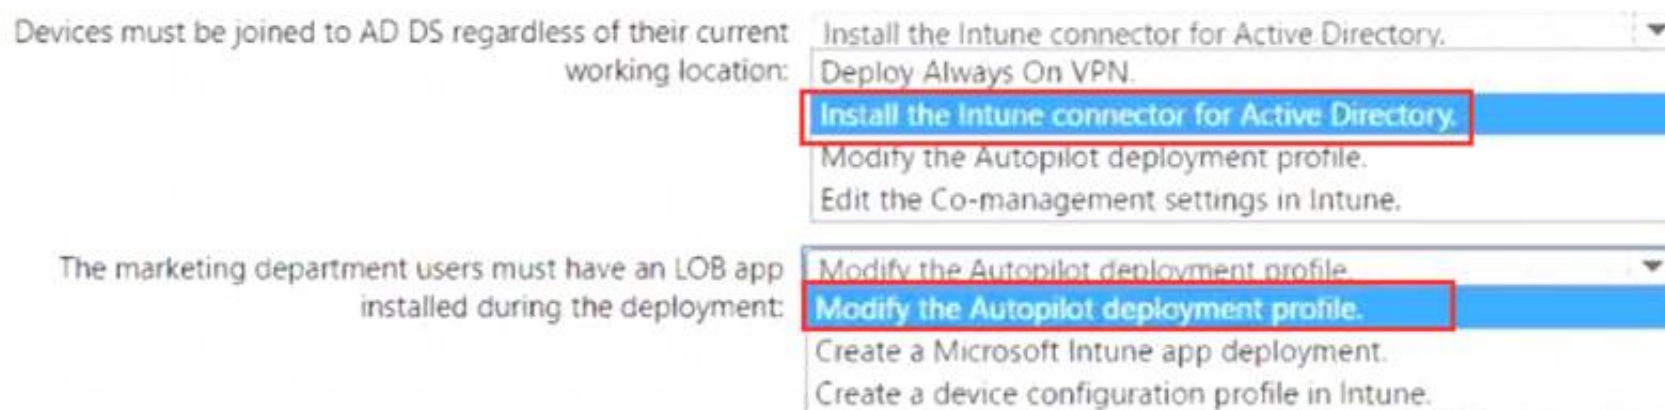 Devices must be joined to AD DS regardless of their current
working location:
Install the Intune connector for Active Directory.
Deploy Always On VPN.
Install the Intune connector for Active Directory.
Modify the Autopilot deployment profile.
Edit the Co-management settings in Intune.
The marketing department users must have an LOB app
installed during the deployment:
Modify the Autopilot deployment profile.
Modify the Autopilot deployment profile.
Create a Microsoft Intune app deployment.
Create a device configuration profile in Intune.